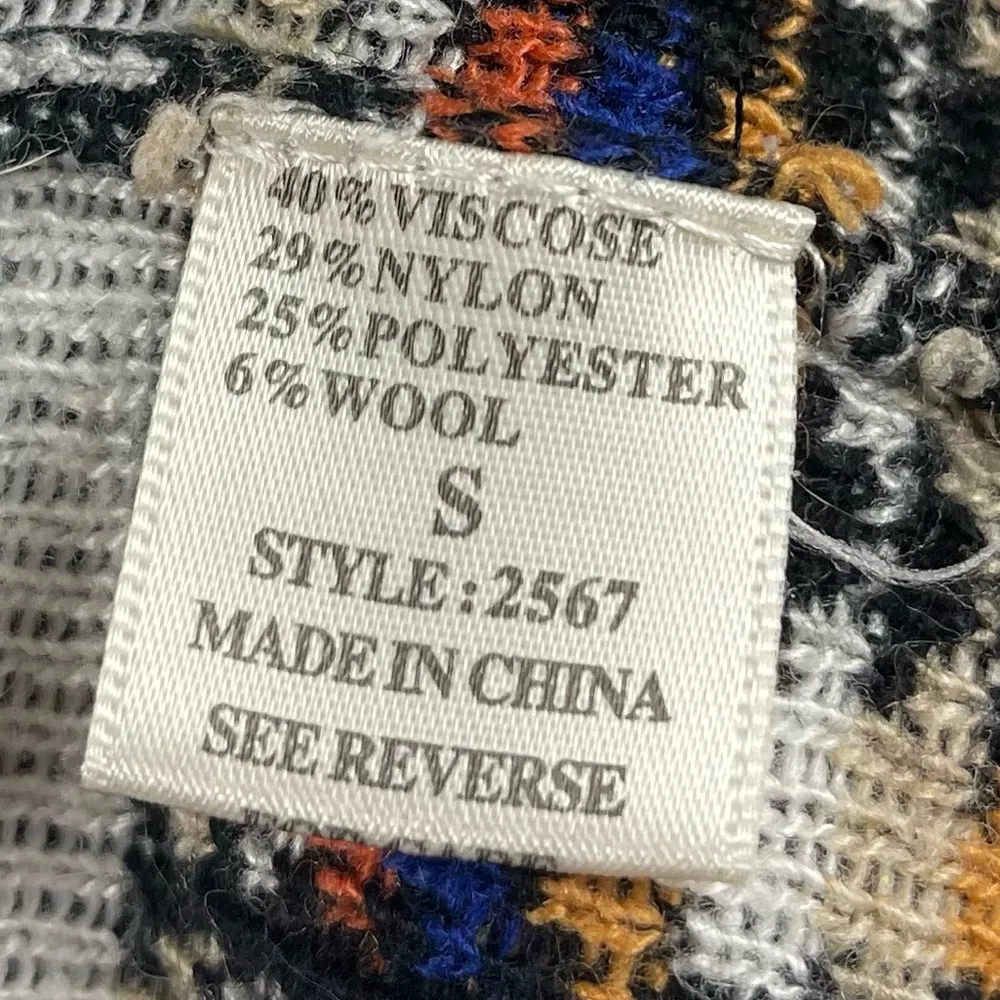 40% VISCOSE
29% NYLON
25% POLYESTER
6% WOOL
S
STYLE: 2567
MADE IN CHINA
SEE REVERSE